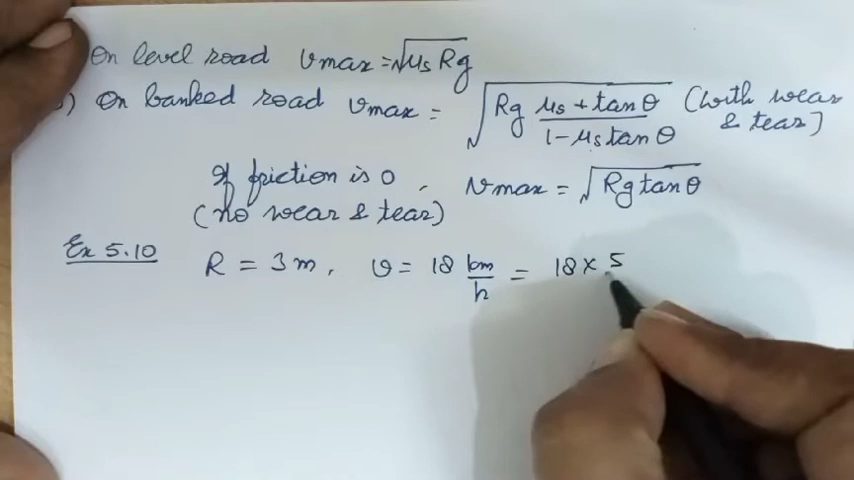 On level road vmax = √μs Rg
) On banked road vmax = √Rg (μs + tan θ)/(1 - μs tan θ) (with wear & tear)
If friction is 0, vmax = √Rg tan θ
(no wear & tear)
Ex 5.10 R = 3 m, v = 18 km/h = 18 × 5